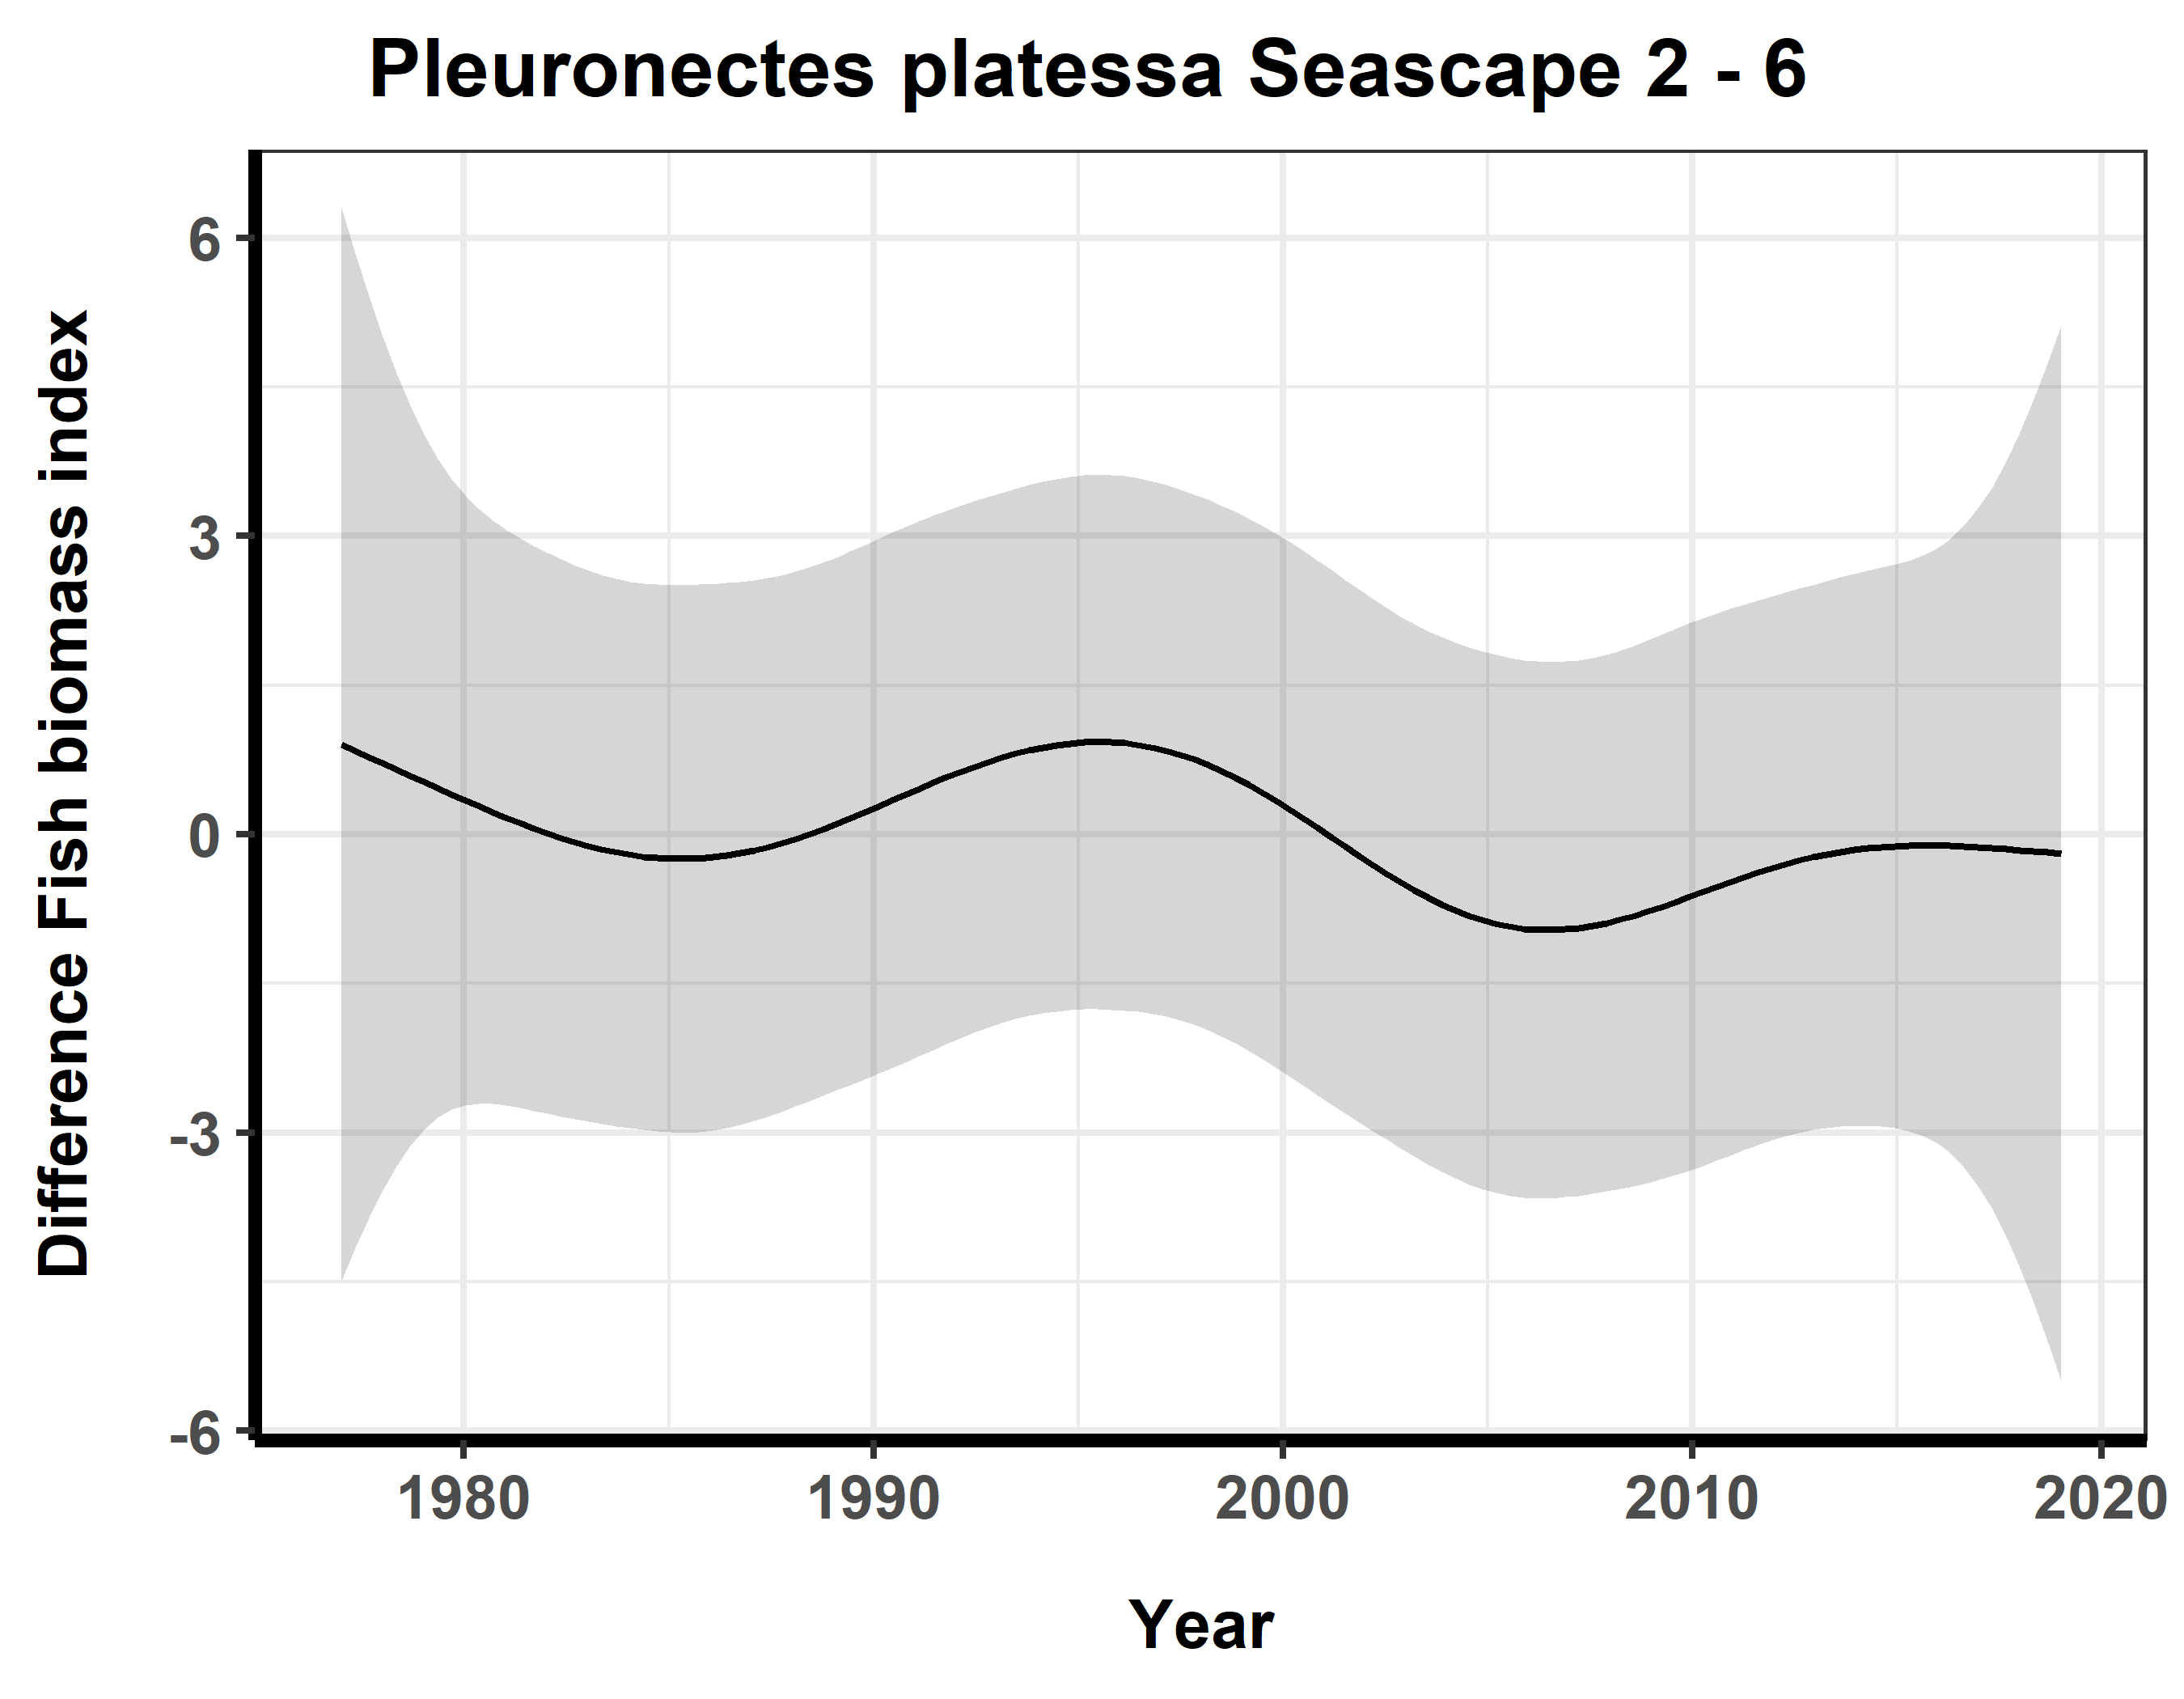 Pleuronectes platessa Seascape 2 - 6
Difference Fish biomass index
6
3
0
-3
-6
1980 1990 2000 2010 2020
Year